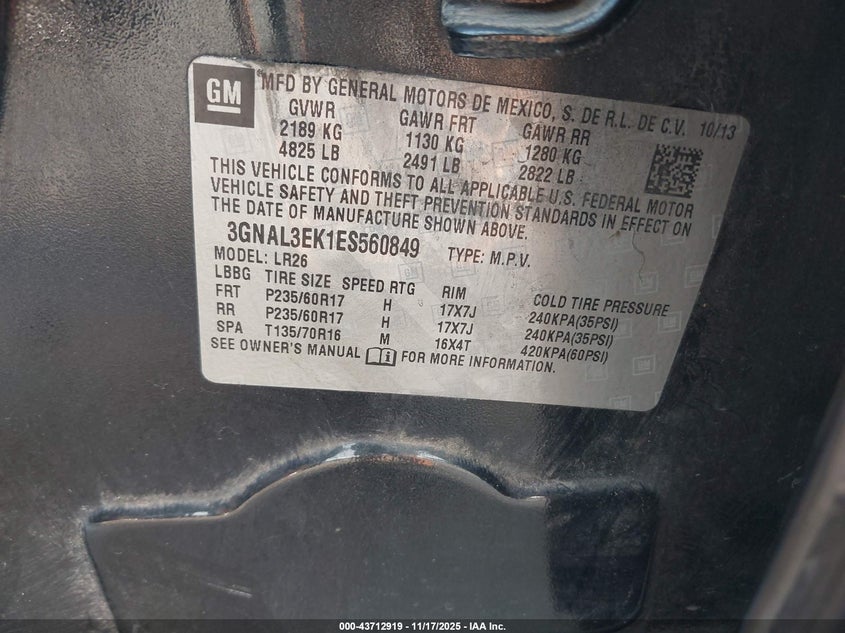 GM
MFD BY GENERAL MOTORS DE MEXICO, S. DE R.L. DE C.V. 10/13
GVWR GAWR FRT GAWR RR
2189 KG 1130 KG 1280 KG
4825 LB 2491 LB 2822 LB
THIS VEHICLE CONFORMS TO ALL APPLICABLE U.S. FEDERAL MOTOR
VEHICLE SAFETY AND THEFT PREVENTION STANDARDS IN EFFECT ON
THE DATE OF MANUFACTURE SHOWN ABOVE.
3GNAL3EK1ES560849 TYPE: M.P.V.
MODEL: LR26
LBBG TIRE SIZE SPEED RTG RIM COLD TIRE PRESSURE
FRT P235/60R17 H 17X7J 240KPA(35PSI)
RR P235/60R17 H 17X7J 240KPA(35PSI)
SPA T135/70R16 M 16X4T 420KPA(60PSI)
SEE OWNER'S MANUAL FOR MORE INFORMATION.
000-43712919 - 11/17/2025 - IAA Inc.